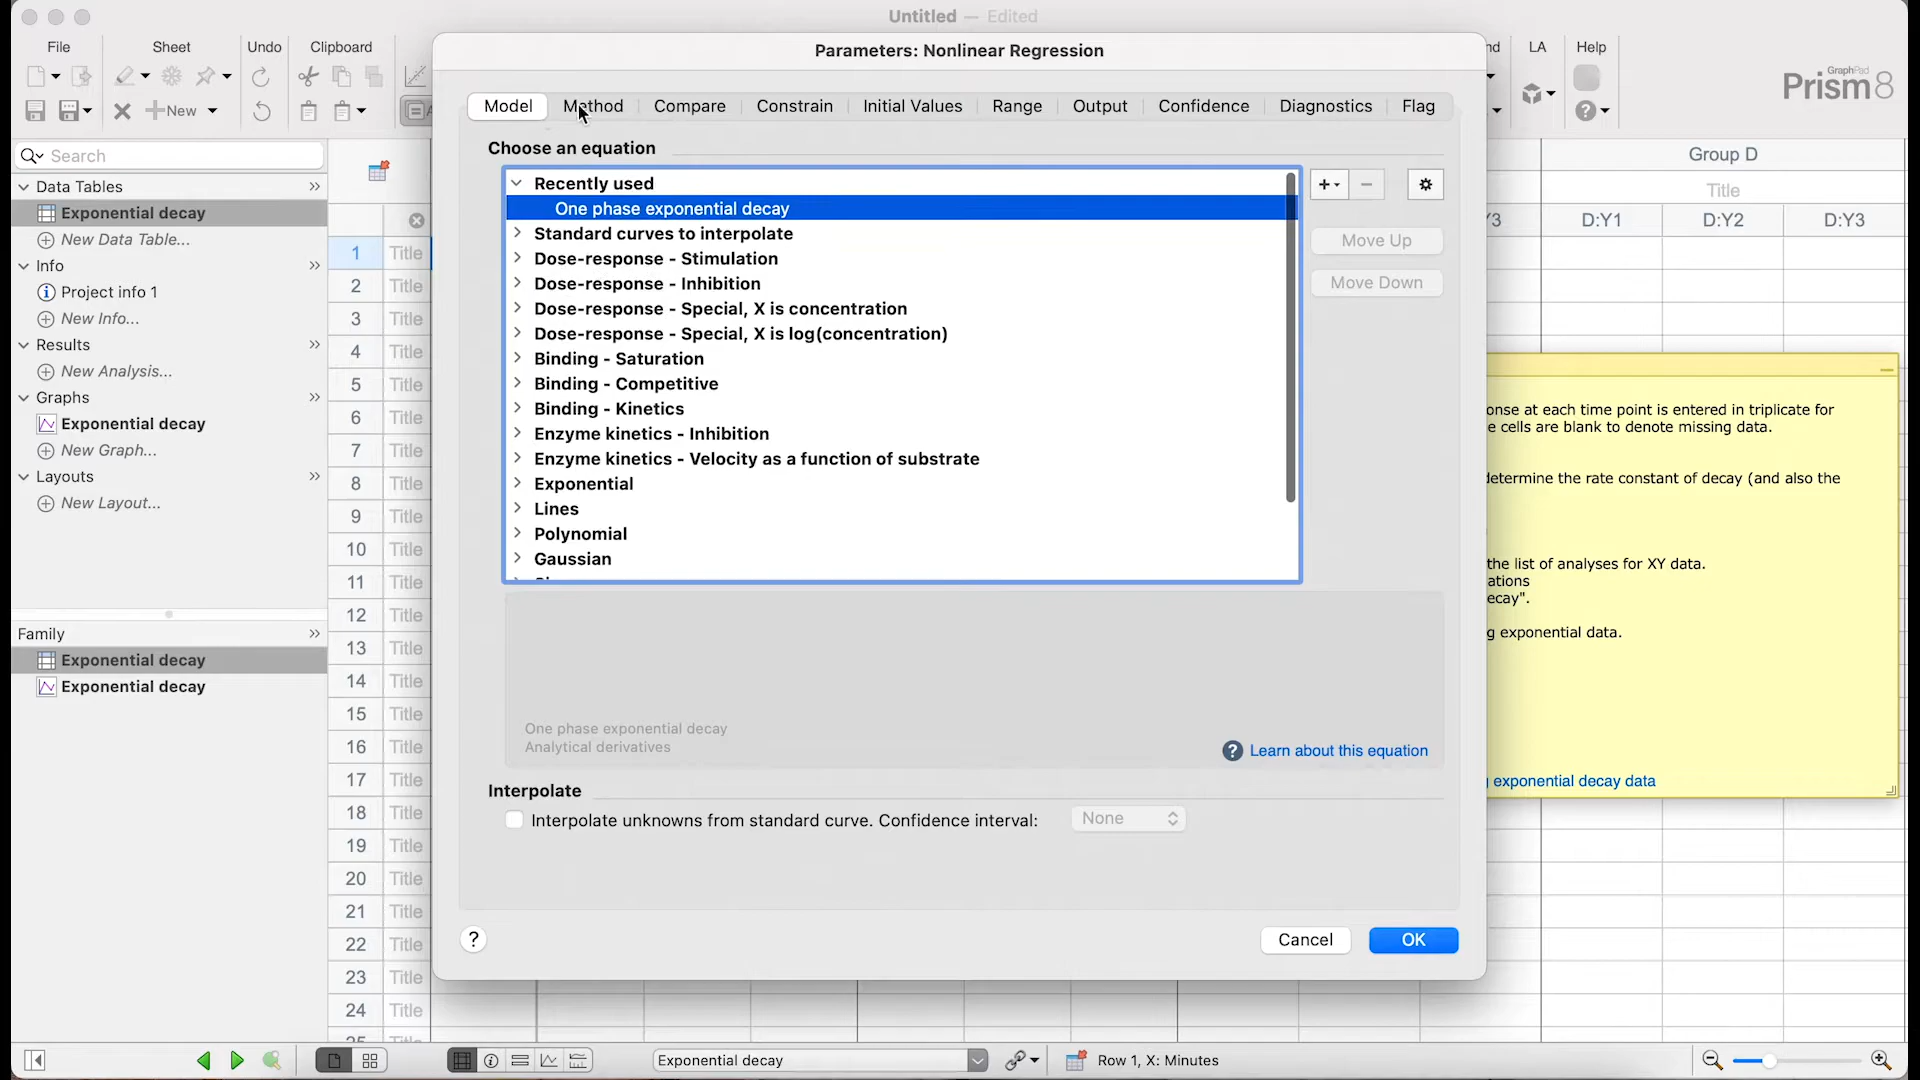 Untitled — Edited
File Sheet Undo Clipboard nd LA Help
New
GraphPad
Prism 8
Parameters: Nonlinear Regression
Model Method Compare Constrain Initial Values Range Output Confidence Diagnostics Flag
Choose an equation
Recently used
One phase exponential decay
Standard curves to interpolate
Dose-response - Stimulation
Dose-response - Inhibition
Dose-response - Special, X is concentration
Dose-response - Special, X is log(concentration)
Binding - Saturation
Binding - Competitive
Binding - Kinetics
Enzyme kinetics - Inhibition
Enzyme kinetics - Velocity as a function of substrate
Exponential
Lines
Polynomial
Gaussian
Move Up
Move Down
One phase exponential decay
Analytical derivatives
? Learn about this equation
Interpolate
Interpolate unknowns from standard curve. Confidence interval: None
? Cancel OK
Search
Data Tables »
Exponential decay
New Data Table...
Info »
Project info 1
New Info...
Results »
New Analysis...
Graphs »
Exponential decay
New Graph...
Layouts »
New Layout...
Family »
Exponential decay
Exponential decay
1 Title
2 Title
3 Title
4 Title
5 Title
6 Title
7 Title
8 Title
9 Title
10 Title
11 Title
12 Title
13 Title
14 Title
15 Title
16 Title
17 Title
18 Title
19 Title
20 Title
21 Title
22 Title
23 Title
24 Title
Group D
Title
Y3 D:Y1 D:Y2 D:Y3
onse at each time point is entered in triplicate for
e cells are blank to denote missing data.
determine the rate constant of decay (and also the
the list of analyses for XY data.
ations
ecay".
g exponential data.
g exponential decay data
Exponential decay
Row 1, X: Minutes